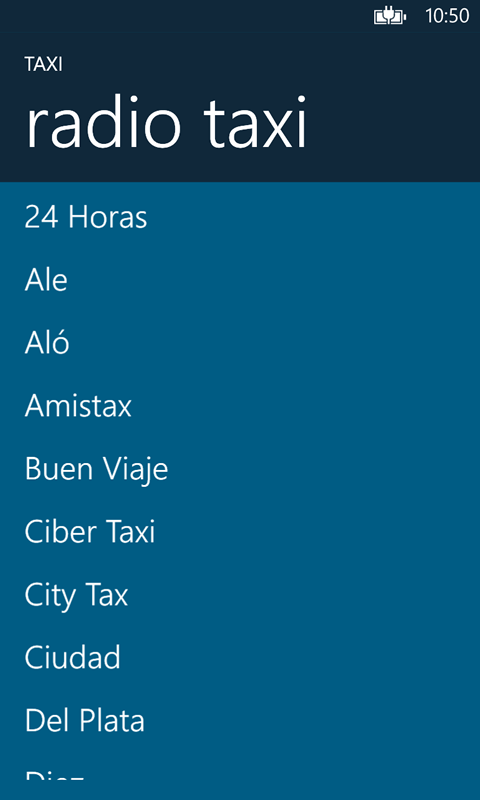 10:50
TAXI
radio taxi
24 Horas
Ale
Aló
Amistax
Buen Viaje
Ciber Taxi
City Tax
Ciudad
Del Plata